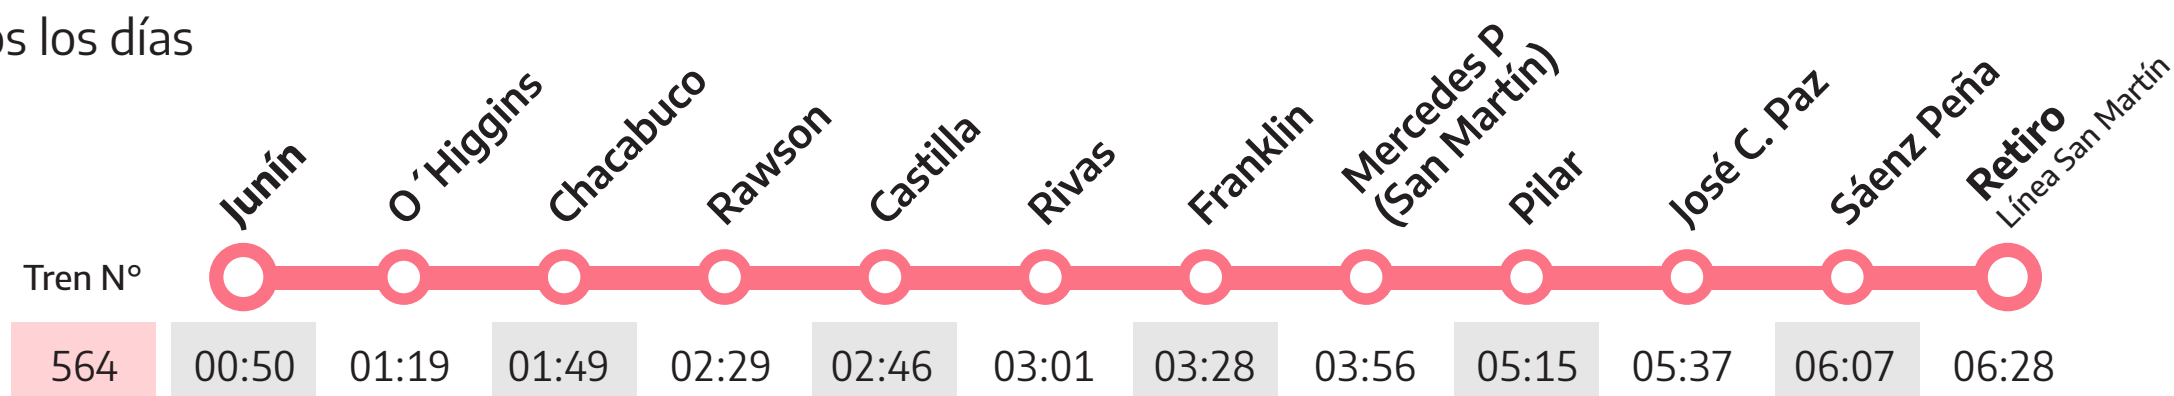 los días
Junín
O´Higgins
Chacabuco
Rawson
Castilla
Rivas
Franklin
Mercedes P
(San Martín)
Pilar
José C. Paz
Sáenz Peña
Retiro
Línea San Martín
Tren N°
564 00:50 01:19 01:49 02:29 02:46 03:01 03:28 03:56 05:15 05:37 06:07 06:28